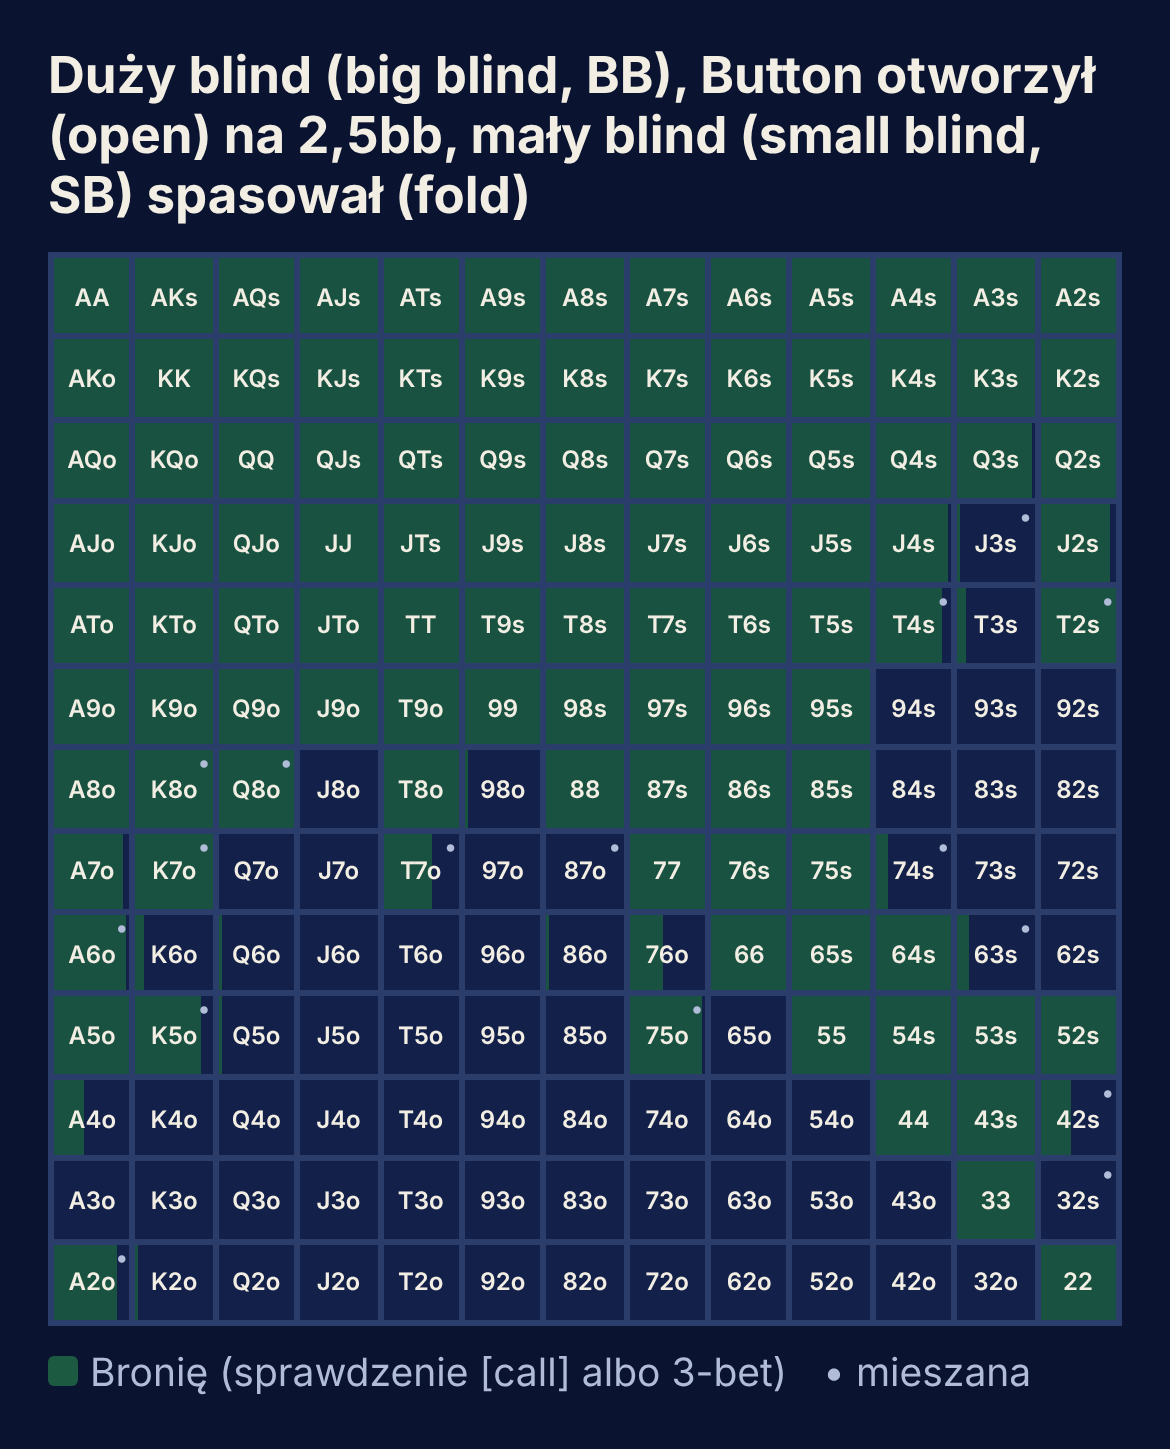 Duży blind (big blind, BB), Button otworzył
(open) na 2,5bb, mały blind (small blind,
SB) spasował (fold)
AA AKs AQs AJs ATs A9s A8s A7s A6s A5s A4s A3s A2s
AKo KK KQs KJs KTs K9s K8s K7s K6s K5s K4s K3s K2s
AQo KQo QQ QJs QTs Q9s Q8s Q7s Q6s Q5s Q4s Q3s Q2s
AJo KJo QJo JJ JTs J9s J8s J7s J6s J5s J4s J3s J2s
ATo KTo QTo JTo TT T9s T8s T7s T6s T5s T4s T3s T2s
A9o K9o Q9o J9o T9o 99 98s 97s 96s 95s 94s 93s 92s
A8o K8o Q8o J8o T8o 98o 88 87s 86s 85s 84s 83s 82s
A7o K7o Q7o J7o T7o 97o 87o 77 76s 75s 74s 73s 72s
A6o K6o Q6o J6o T6o 96o 86o 76o 66 65s 64s 63s 62s
A5o K5o Q5o J5o T5o 95o 85o 75o 65o 55 54s 53s 52s
A4o K4o Q4o J4o T4o 94o 84o 74o 64o 54o 44 43s 42s
A3o K3o Q3o J3o T3o 93o 83o 73o 63o 53o 43o 33 32s
A2o K2o Q2o J2o T2o 92o 82o 72o 62o 52o 42o 32o 22
Bronię (sprawdzenie [call] albo 3-bet) • mieszana